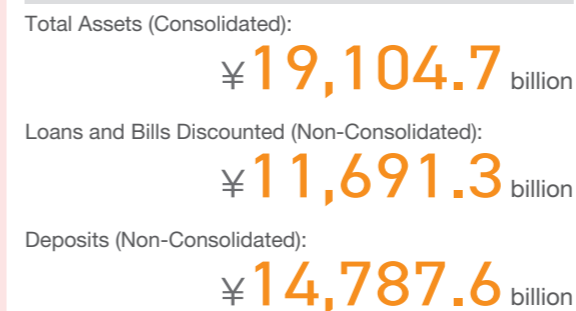 Total Assets (Consolidated):
¥19,104.7 billion
Loans and Bills Discounted (Non-Consolidated):
¥11,691.3 billion
Deposits (Non-Consolidated):
¥14,787.6 billion